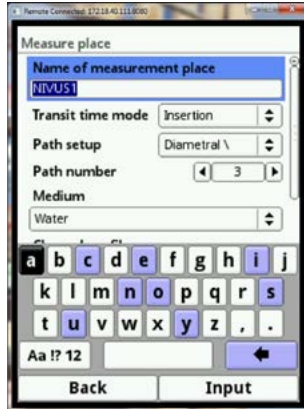 Remote Connected: 172.18.40.111:8080
Measure place
Name of measurement place
NIVUS1
Transit time mode Insertion
Path setup Diametral \
Path number 3
Medium
Water
a b c d e f g h i j
k l m n o p q r s
t u v w x y z , .
Aa !? 12
Back Input